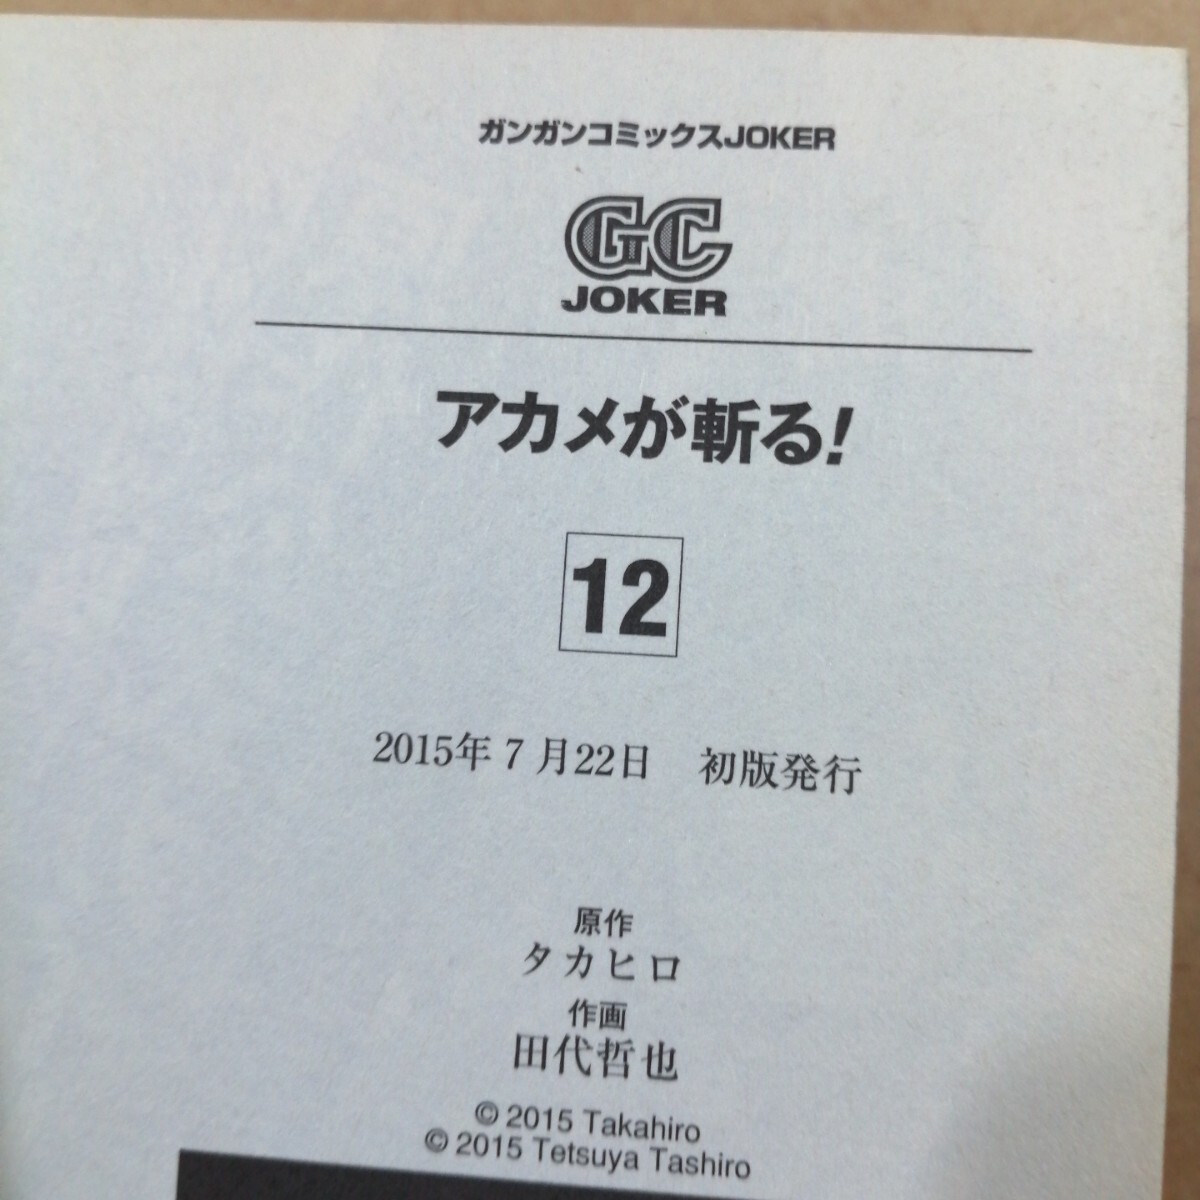 ガンガンコミックスJOKER
GC
JOKER
アカメが斬る!
12
2015年7月22日 初版発行
原作
タカヒロ
作画
田代哲也
© 2015 Takahiro
© 2015 Tetsuya Tashiro